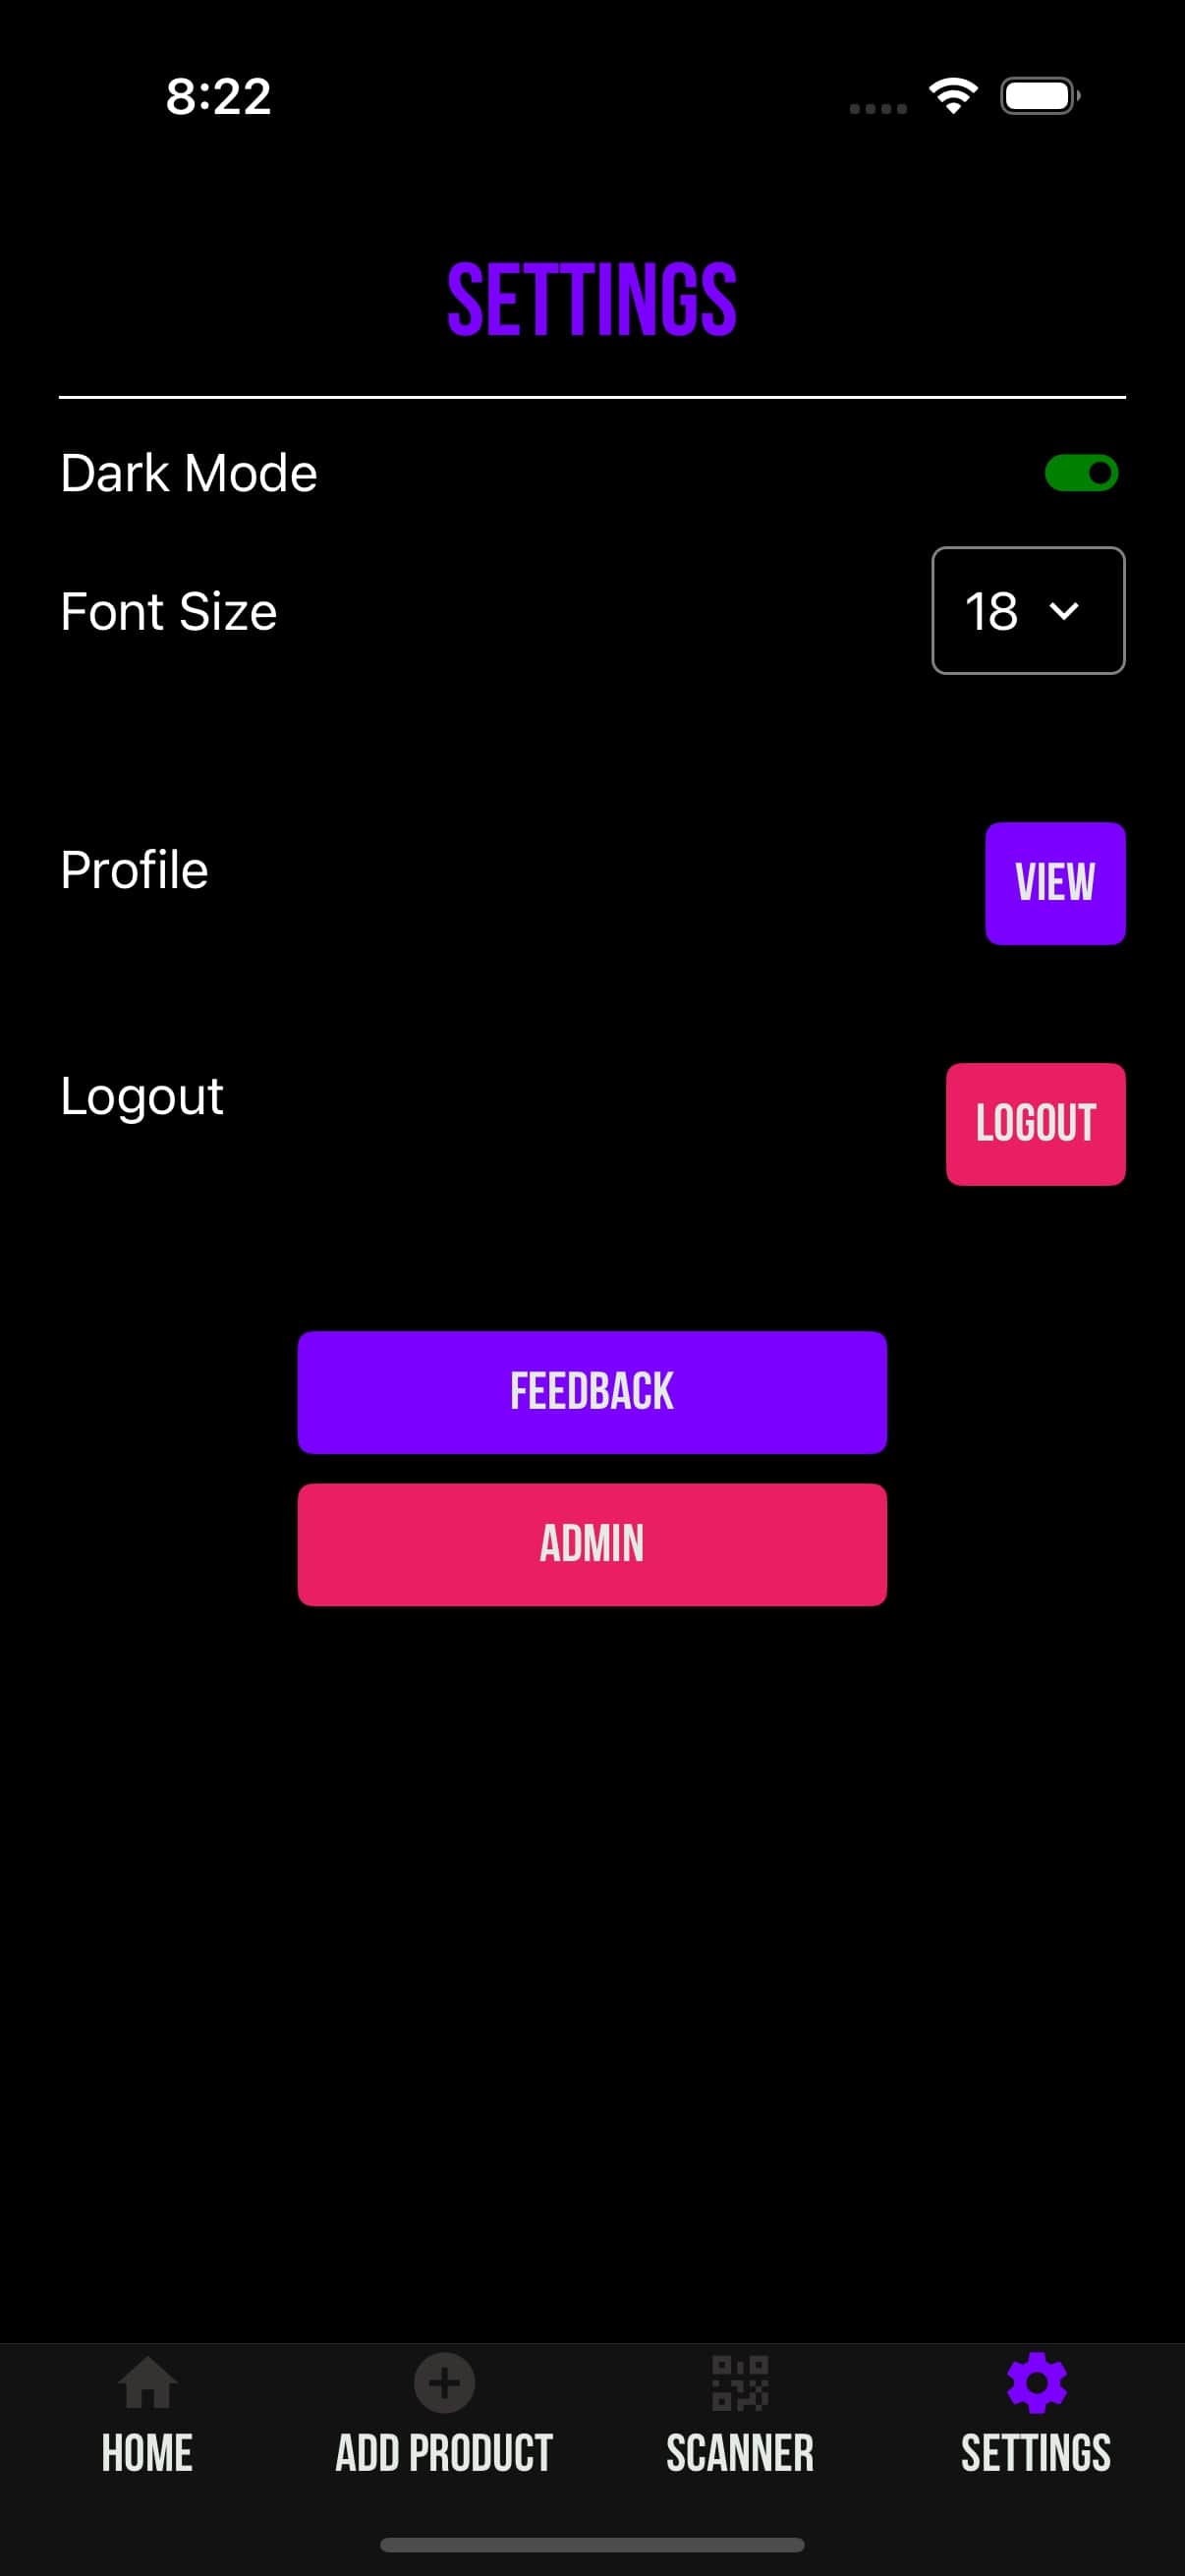 8:22
SETTINGS
Dark Mode
Font Size
18
Profile
VIEW
Logout
LOGOUT
FEEDBACK
ADMIN
HOME
ADD PRODUCT
SCANNER
SETTINGS